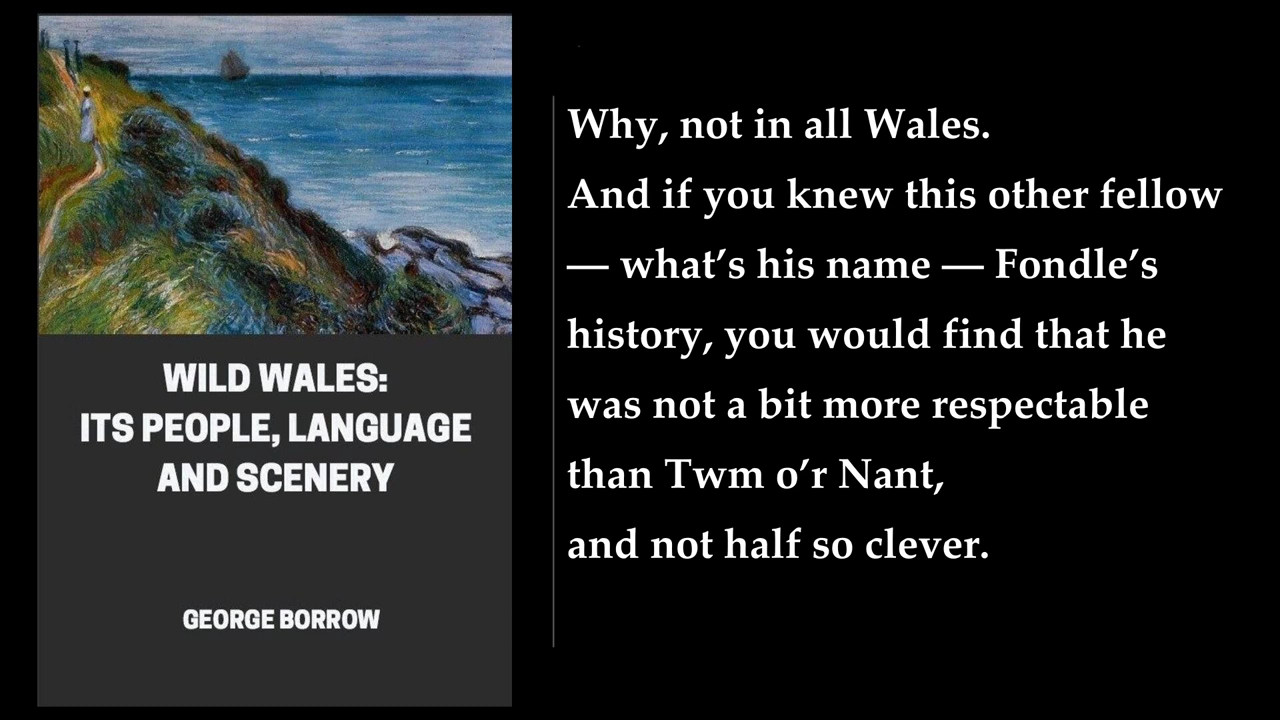 WILD WALES:
ITS PEOPLE, LANGUAGE
AND SCENERY
GEORGE BORROW
Why, not in all Wales.
And if you knew this other fellow
— what’s his name — Fondle’s
history, you would find that he
was not a bit more respectable
than Twm o’r Nant,
and not half so clever.